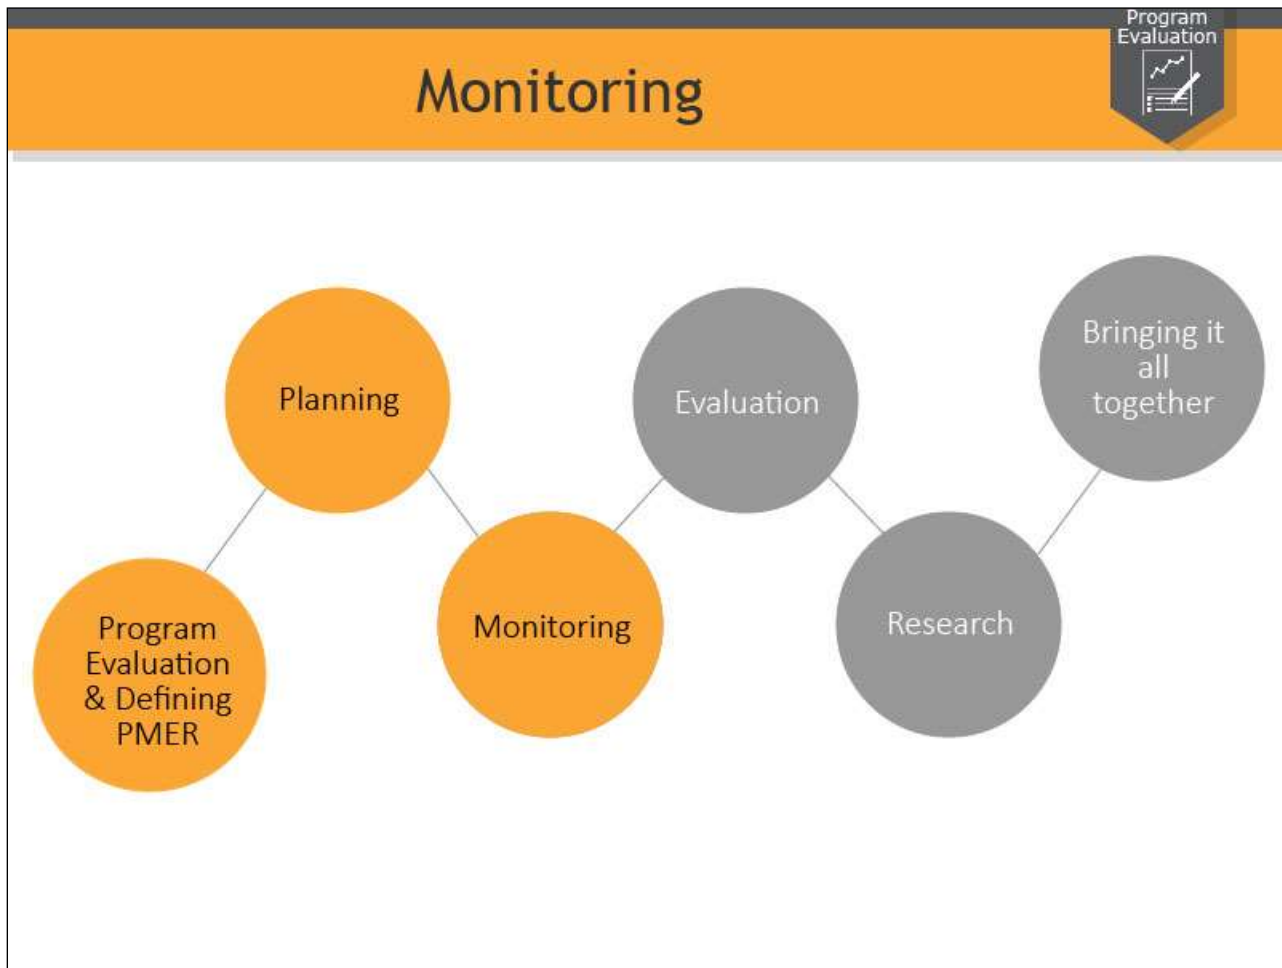 Program
Evaluation
Monitoring
Program
Evaluation
& Defining
PMER
Planning
Monitoring
Evaluation
Research
Bringing it
all
together